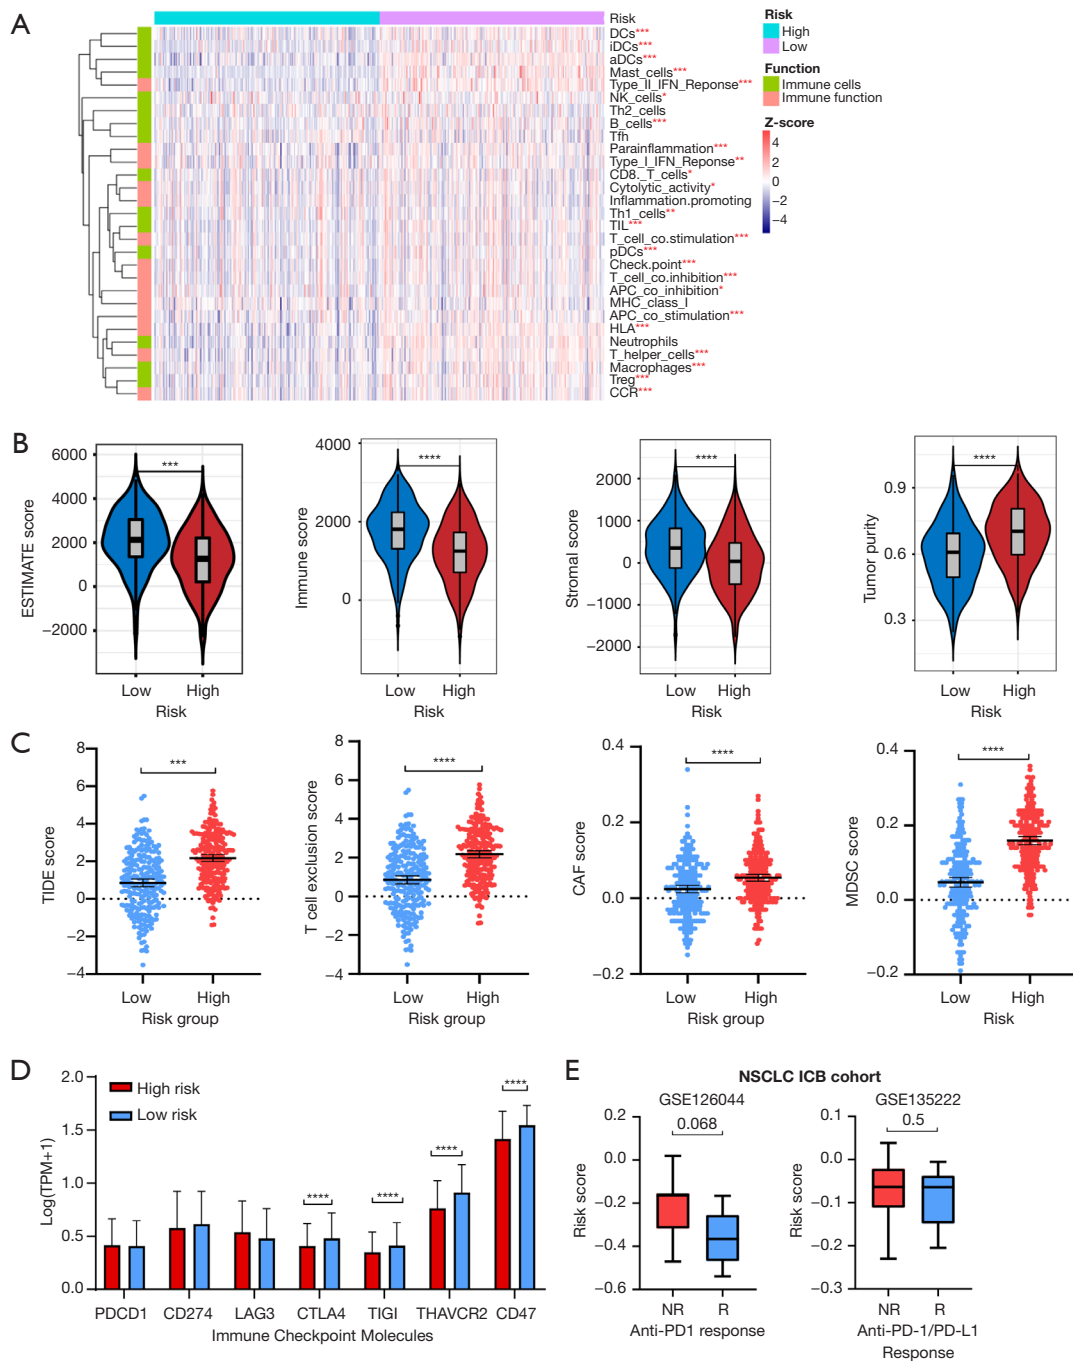 A
Risk
DCs***
iDCs***
aDCs***
Mast_cells***
Type_II_IFN_Reponse***
NK_cells*
Th2_cells
B_cells***
Tfh
Parainflammation***
Type_I_IFN_Reponse**
CD8._T_cells*
Cytolytic_activity*
Inflammation.promoting
Th1_cells**
TIL***
T_cell_co.stimulation***
pDCs***
Check.point***
T_cell_co.inhibition***
APC_co_inhibition*
MHC_class_I
APC_co_stimulation***
HLA***
Neutrophils
T_helper_cells***
Macrophages***
Treg***
CCR***
Risk
High
Low
Function
Immune cells
Immune function
Z-score
4
2
0
−2
−4
B
ESTIMATE score
6000
4000
2000
0
−2000
***
Low High
Risk
Immune score
4000
2000
0
****
Low High
Risk
Stromal score
2000
1000
0
−1000
−2000
****
Low High
Risk
Tumor purity
0.9
0.6
0.3
****
Low High
Risk
C
TIDE score
8
6
4
2
0
−2
−4
***
Low High
Risk group
T cell exclusion score
8
6
4
2
0
−2
−4
****
Low High
Risk group
CAF score
0.4
0.2
0.0
−0.2
****
Low High
Risk group
MDSC score
0.4
0.2
0.0
−0.2
****
Low High
Risk
D
Log(TPM+1)
2.0
1.5
1.0
0.5
0.0
High risk
Low risk
****
****
****
****
PDCD1 CD274 LAG3 CTLA4 TIGI THAVCR2 CD47
Immune Checkpoint Molecules
E
NSCLC ICB cohort
GSE126044
Risk score
0.2
0.0
−0.2
−0.4
−0.6
0.068
NR R
Anti-PD1 response
GSE135222
Risk score
0.1
0.0
−0.1
−0.2
−0.3
0.5
NR R
Anti-PD-1/PD-L1
Response